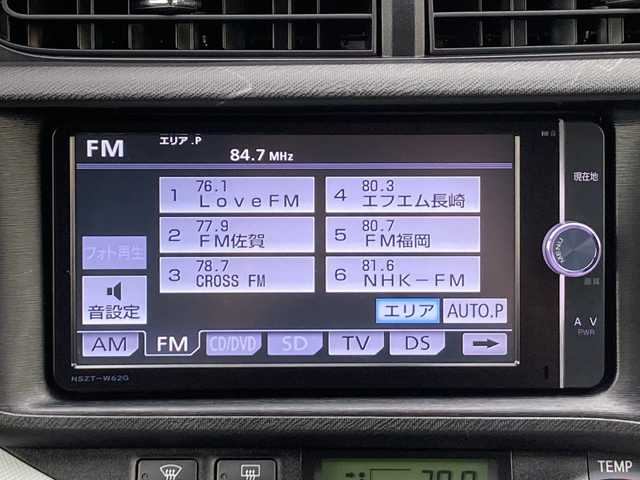 FM
エリア.P
84.7 MHz
1 76.1 LoveFM
4 80.3 エフエム長崎
2 77.9 FM佐賀
5 80.7 FM福岡
3 78.7 CROSS FM
6 81.6 NHK-FM
フォト再生
音設定
エリア
AUTO.P
AM
FM
CD/DVD
SD
TV
DS
NSZT-W62G
現在地
画質
A V
PWR
TEMP